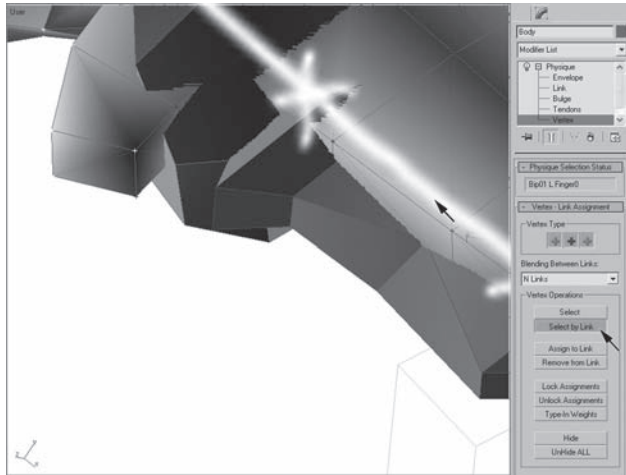 User
Body
Modifier List
Physique
Envelope
Link
Bulge
Tendons
Vertex
- Physique Selection Status
Bip01 L Finger0
- Vertex - Link Assignment
Vertex Type
Blending Between Links:
N Links
Vertex Operations
Select
Select by Link
Assign to Link
Remove from Link
Lock Assignments
Unlock Assignments
Type-In Weights
Hide
UnHide ALL